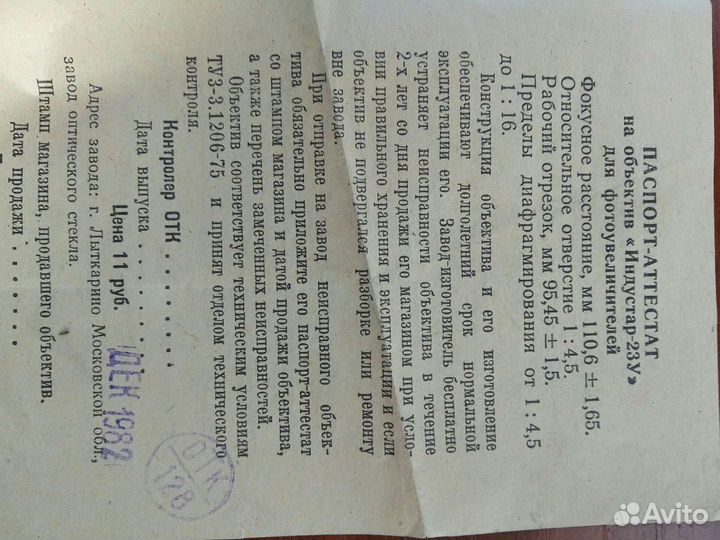 ПАСПОРТ-АТТЕСТАТ
на объектив «Индустар-23У»
для фотоувеличителей
Фокусное расстояние, мм 110,6 ± 1,65.
Относительное отверстие 1 : 4,5.
Рабочий отрезок, мм 95,45 ± 1,5.
Пределы диафрагмирования от 1 : 4,5
до 1 : 16.
Конструкция объектива и его изготовление
обеспечивают долголетний срок нормальной
эксплуатации его. Завод-изготовитель бесплатно
устраняет неисправности объектива в течение
2-х лет со дня продажи его магазином при усло-
вии правильного хранения и эксплуатации и если
объектив не подвергался разборке или ремонту
вне завода.
При отправке на завод неисправного объек-
тива обязательно приложите его паспорт-аттестат
со штампом магазина и датой продажи объектива,
а также перечень замеченных неисправностей.
Объектив соответствует техническим условиям
ТУЗ-3.1206-75 и принят отделом технического
контроля.
Контролер ОТК . . . . . . . .
Дата выпуска . . . . . . . .
ДЕК 1982
ОТК
128
Цена 11 руб.
Адрес завода: г. Лыткарино Московской обл.,
завод оптического стекла.
Штамп магазина, продавшего объектив.
Дата продажи . . . . . . .
Avito